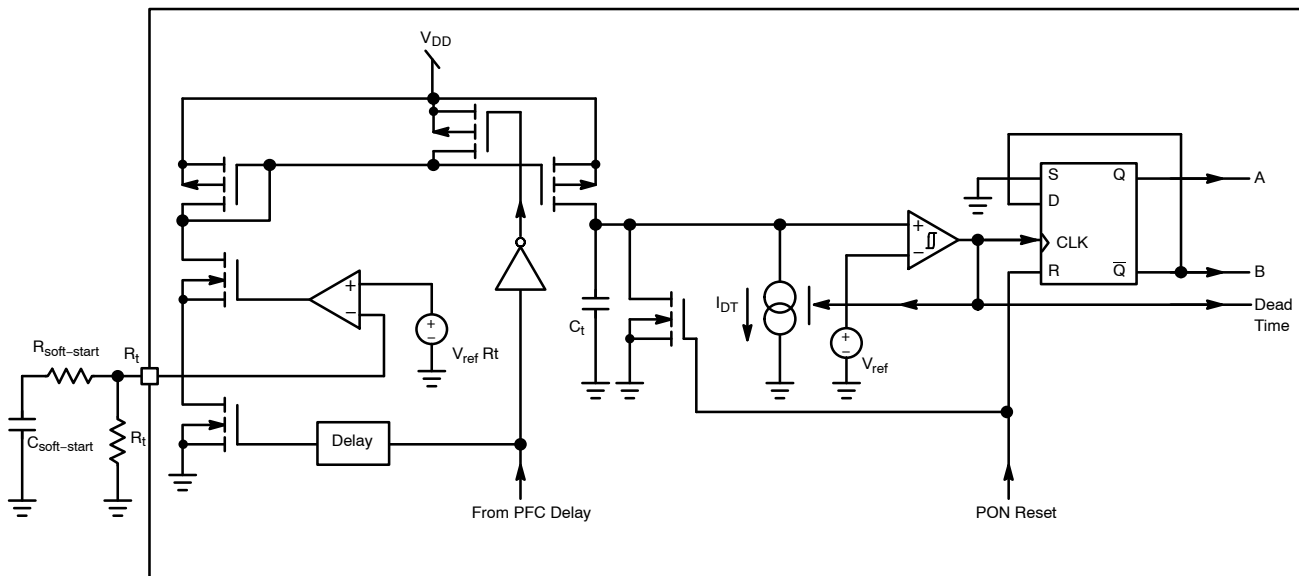 VDD
S
Q
A
D
CLK
R
Q
B
IDT
Dead
Time
Ct
Vref
Vref Rt
Rsoft–start
Rt
Csoft–start
Rt
Delay
From PFC Delay
PON Reset
+
−
+
−
+
−
+
−